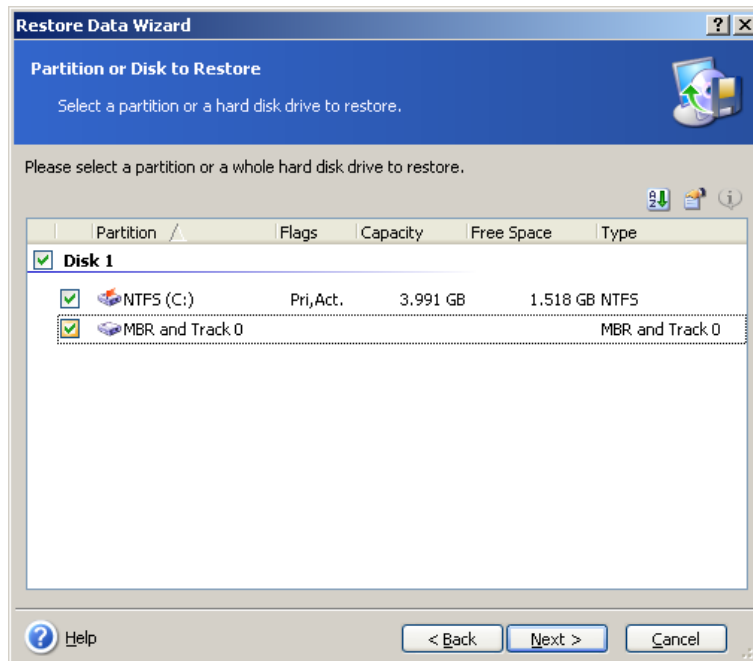 Restore Data Wizard
Partition or Disk to Restore
Select a partition or a hard disk drive to restore.
Please select a partition or a whole hard disk drive to restore.
Partition Flags Capacity Free Space Type
Disk 1
NTFS (C:) Pri,Act. 3.991 GB 1.518 GB NTFS
MBR and Track 0 MBR and Track 0
Help < Back Next > Cancel